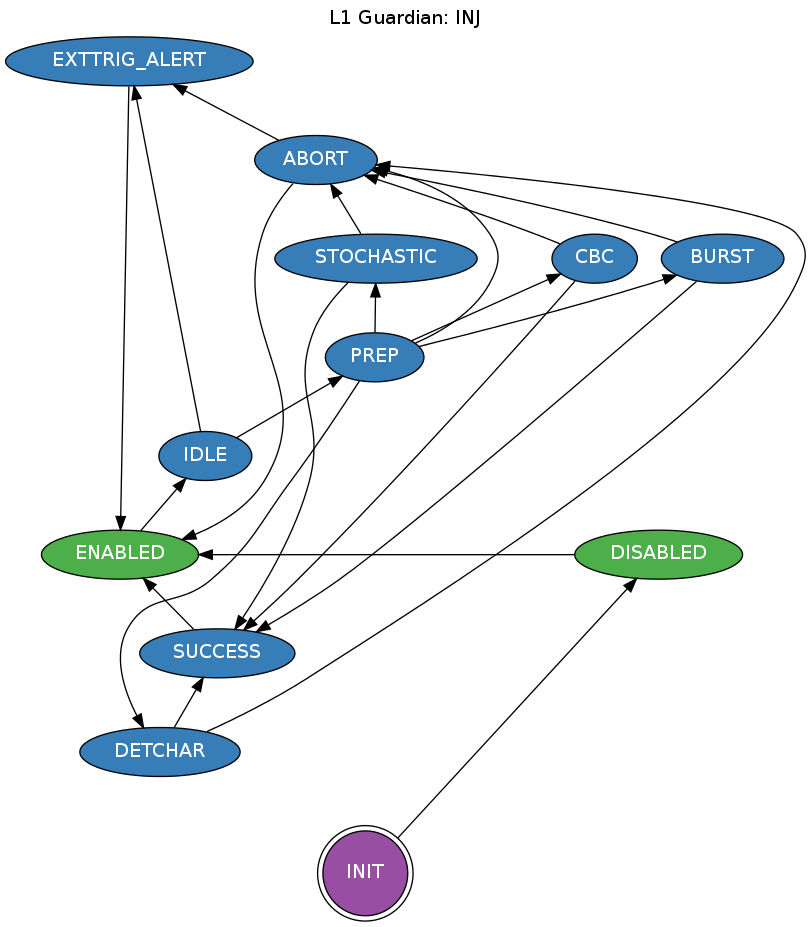 L1 Guardian: INJ
EXTTRIG_ALERT
ABORT
STOCHASTIC
CBC
BURST
PREP
IDLE
ENABLED
DISABLED
SUCCESS
DETCHAR
INIT